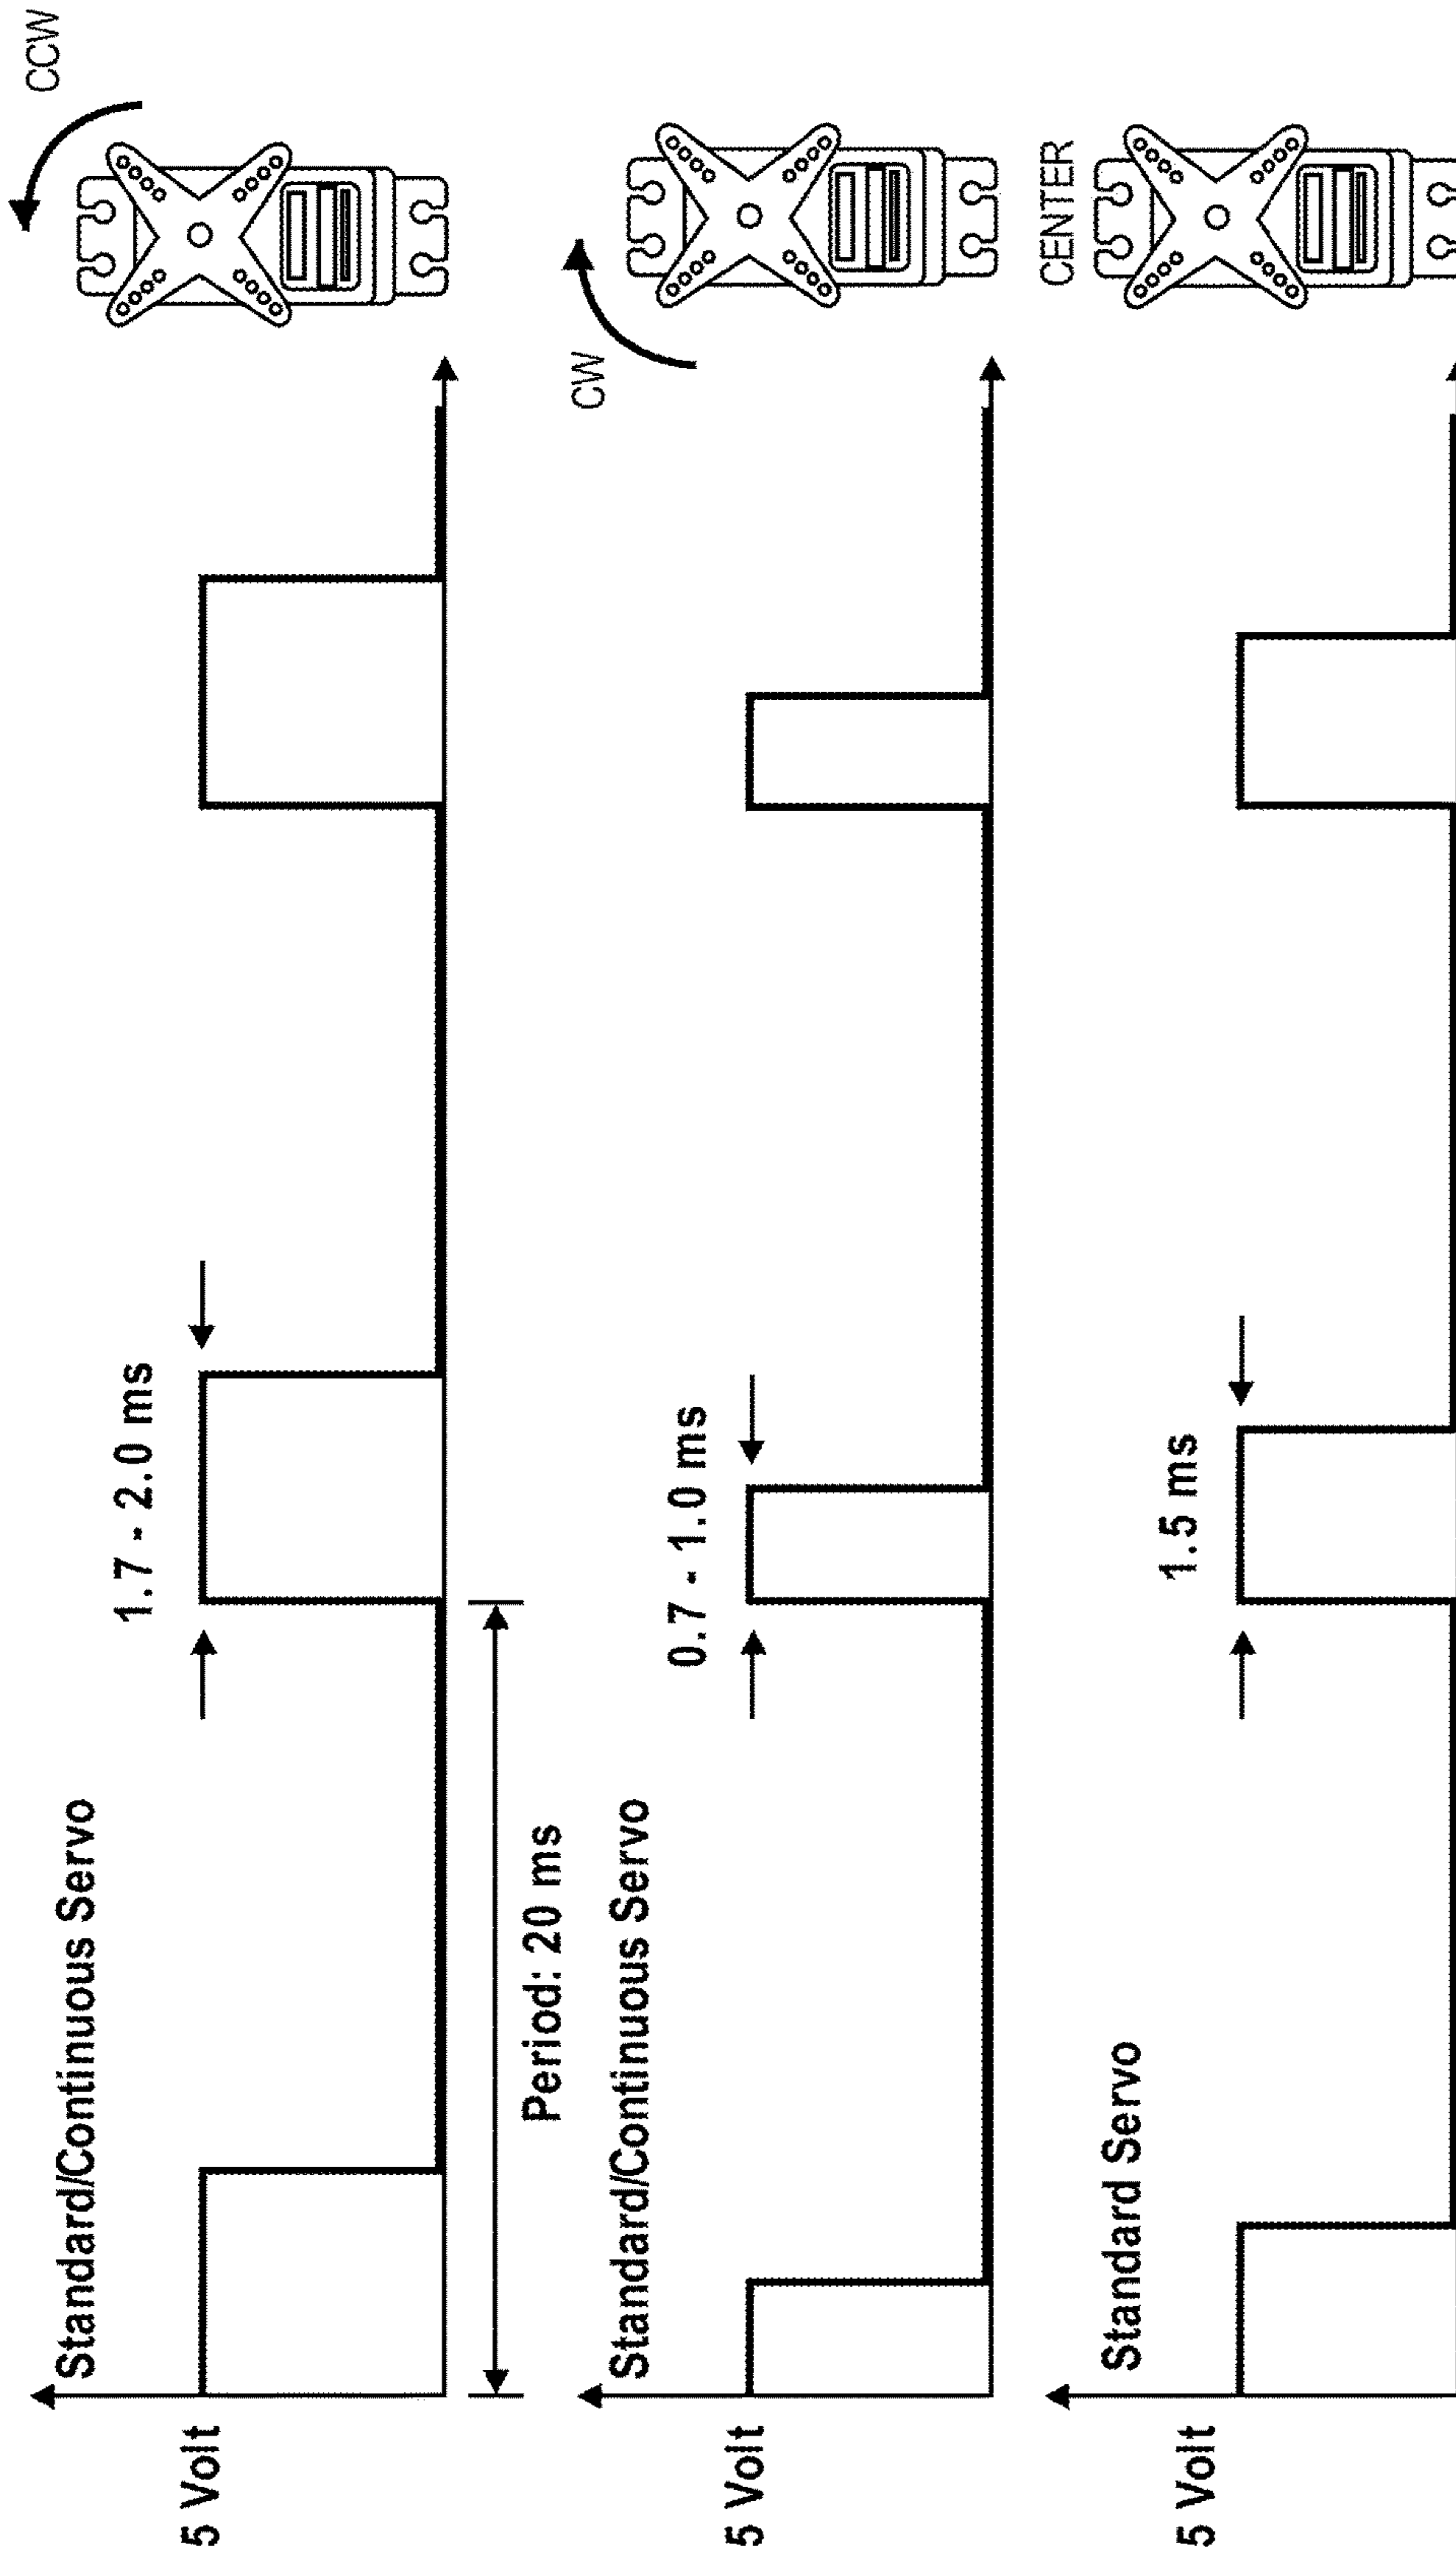 Standard/Continuous Servo
5 Volt
1.7 - 2.0 ms
CCW
Period: 20 ms
Standard/Continuous Servo
5 Volt
0.7 - 1.0 ms
CW
Standard Servo
5 Volt
1.5 ms
CENTER